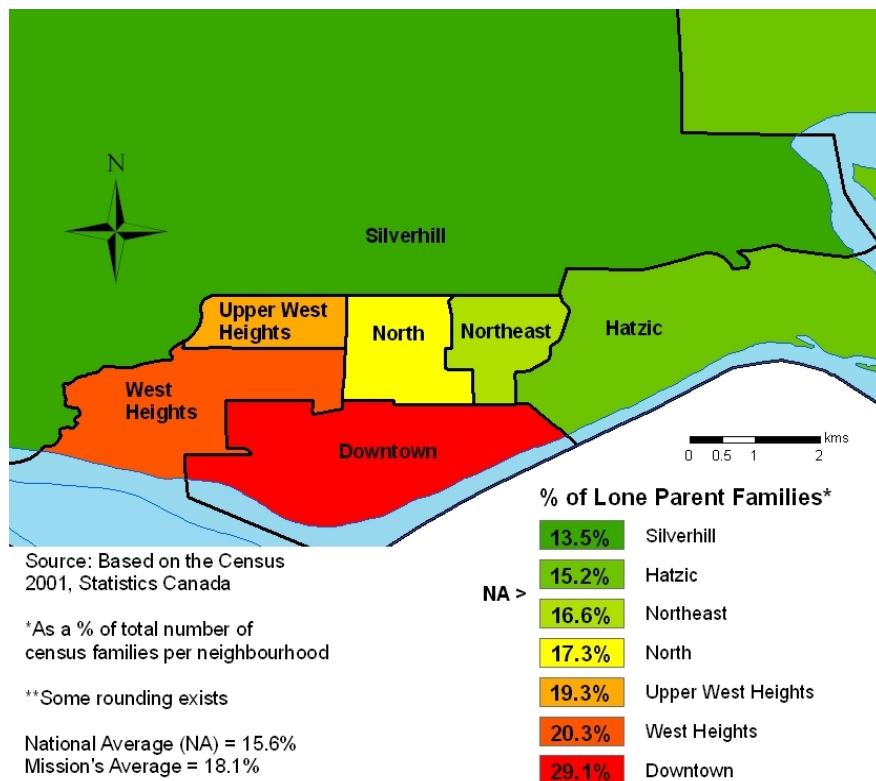 N
Silverhill
Upper West
Heights
North
Northeast
Hatzic
West
Heights
Downtown
kms
0 0.5 1 2
% of Lone Parent Families*
13.5% Silverhill
15.2% Hatzic
NA >
16.6% Northeast
17.3% North
19.3% Upper West Heights
20.3% West Heights
29.1% Downtown
Source: Based on the Census
2001, Statistics Canada
*As a % of total number of
census families per neighbourhood
**Some rounding exists
National Average (NA) = 15.6%
Mission's Average = 18.1%